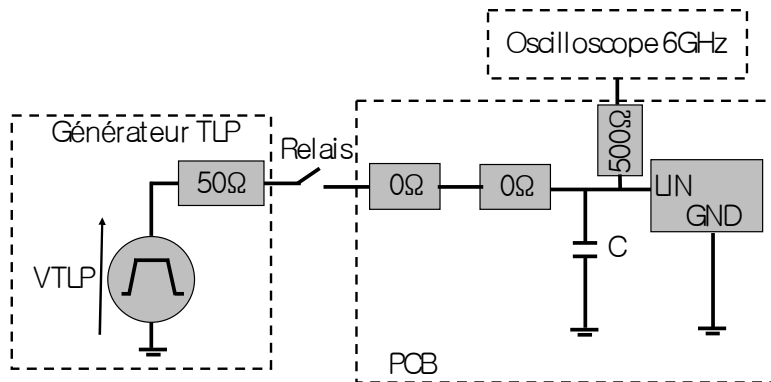 Oscilloscope 6GHz
Générateur TLP
Relais
500Ω
50Ω
0Ω
0Ω
LIN
GND
VTLP
C
PCB